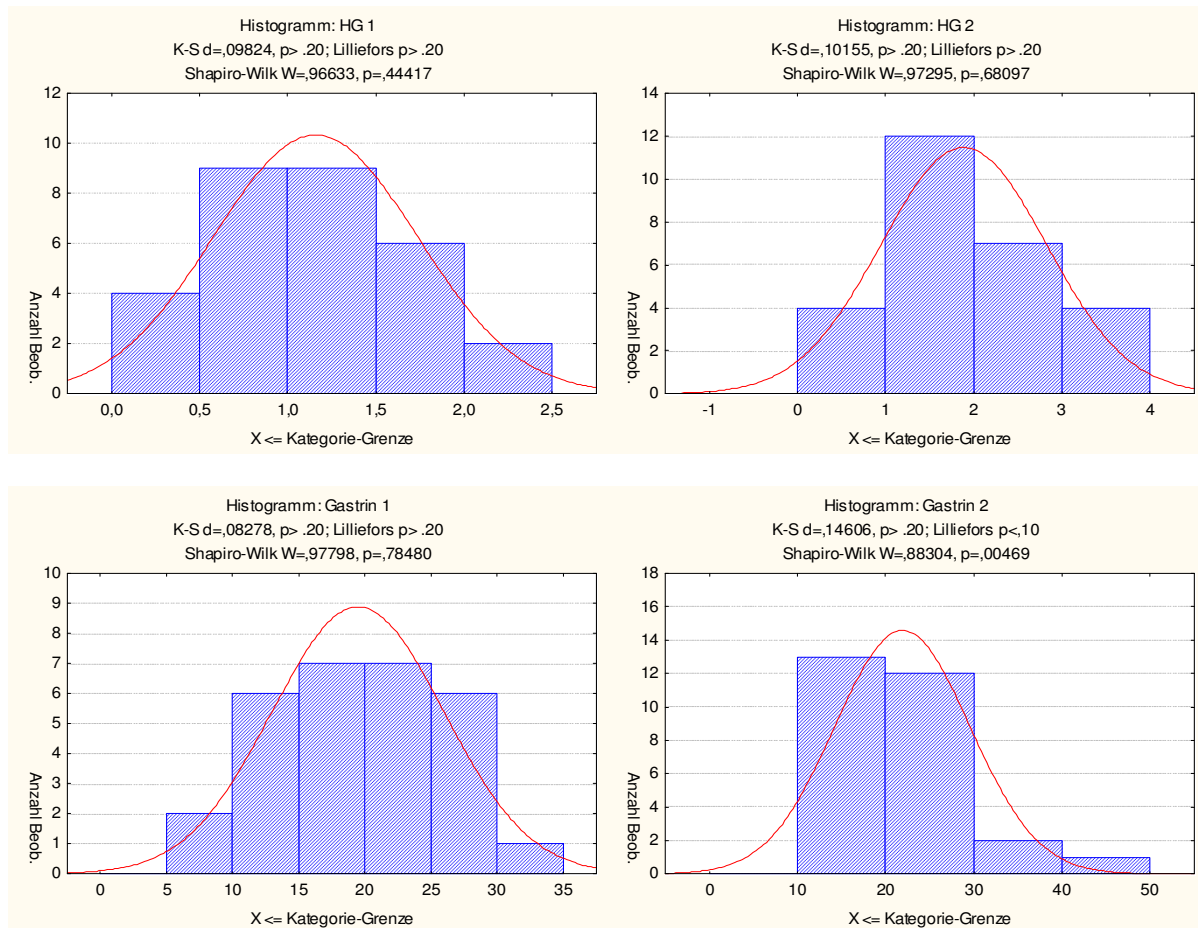 Histogramm: HG 1
K-S d=,09824, p> .20; Lilliefors p> .20
Shapiro-Wilk W=,96633, p=,44417
12
10
8
6
4
2
0
Anzahl Beob.
0,0 0,5 1,0 1,5 2,0 2,5
X <= Kategorie-Grenze
Histogramm: HG 2
K-S d=,10155, p> .20; Lilliefors p> .20
Shapiro-Wilk W=,97295, p=,68097
14
12
10
8
6
4
2
0
Anzahl Beob.
-1 0 1 2 3 4
X <= Kategorie-Grenze
Histogramm: Gastrin 1
K-S d=,08278, p> .20; Lilliefors p> .20
Shapiro-Wilk W=,97798, p=,78480
10
9
8
7
6
5
4
3
2
1
0
Anzahl Beob.
0 5 10 15 20 25 30 35
X <= Kategorie-Grenze
Histogramm: Gastrin 2
K-S d=,14606, p> .20; Lilliefors p<,10
Shapiro-Wilk W=,88304, p=,00469
18
16
14
12
10
8
6
4
2
0
Anzahl Beob.
0 10 20 30 40 50
X <= Kategorie-Grenze